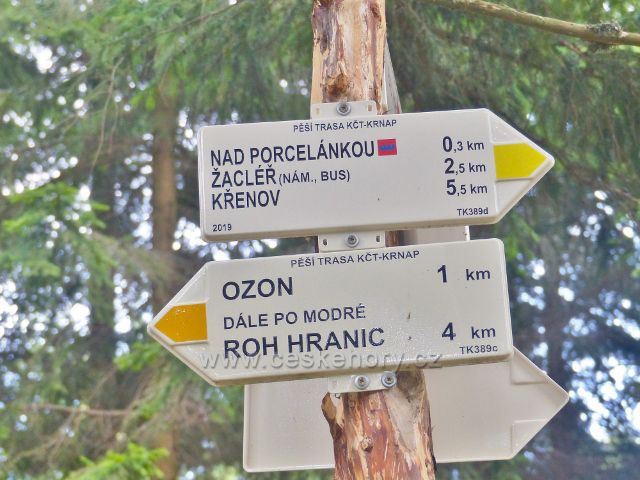 PĚŠÍ TRASA KČT-KRNAP
NAD PORCELÁNKOU 0,3 km
ŽACLÉŘ (NÁM., BUS) 2,5 km
KŘENOV 5,5 km
2019 TK389d
PĚŠÍ TRASA KČT-KRNAP
OZON 1 km
DÁLE PO MODRÉ
ROH HRANIC 4 km
www.ceskehory.cz
TK389c